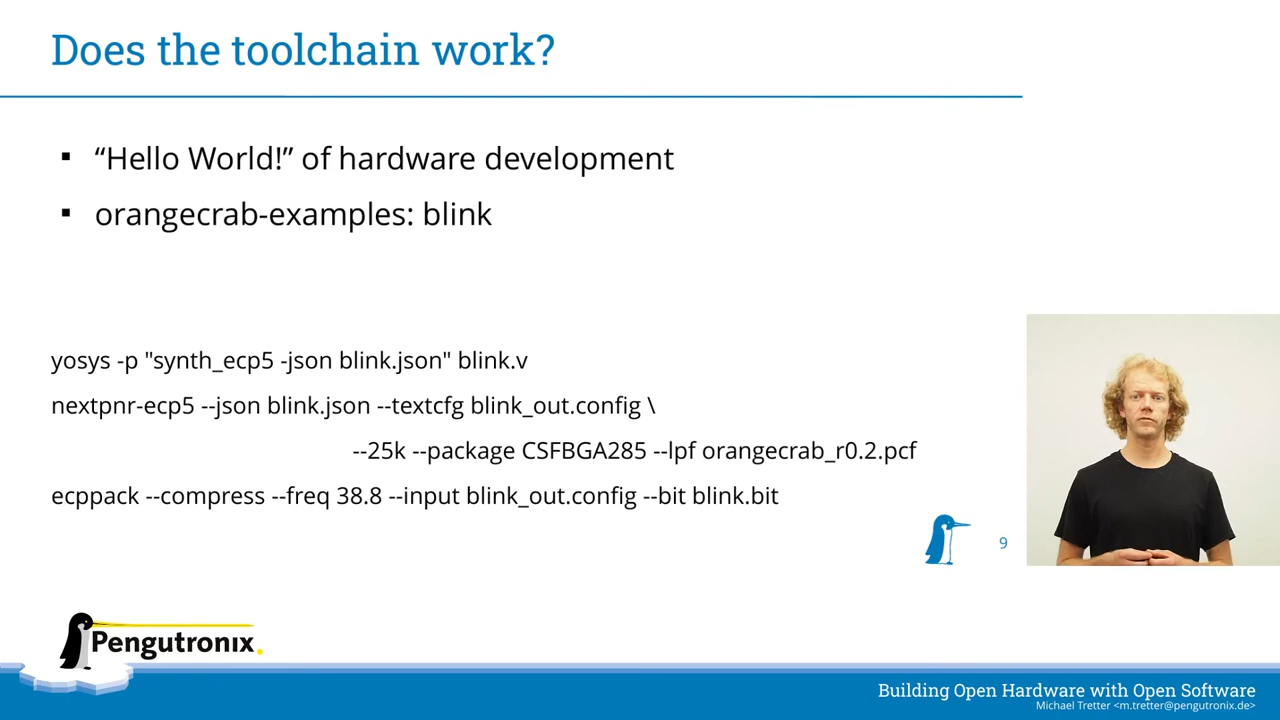 Does the toolchain work?
“Hello World!” of hardware development
orangecrab-examples: blink
yosys -p "synth_ecp5 -json blink.json" blink.v
nextpnr-ecp5 --json blink.json --textcfg blink_out.config \
--25k --package CSFBGA285 --lpf orangecrab_r0.2.pcf
ecppack --compress --freq 38.8 --input blink_out.config --bit blink.bit
9
Pengutronix
Building Open Hardware with Open Software
Michael Tretter <m.tretter@pengutronix.de>